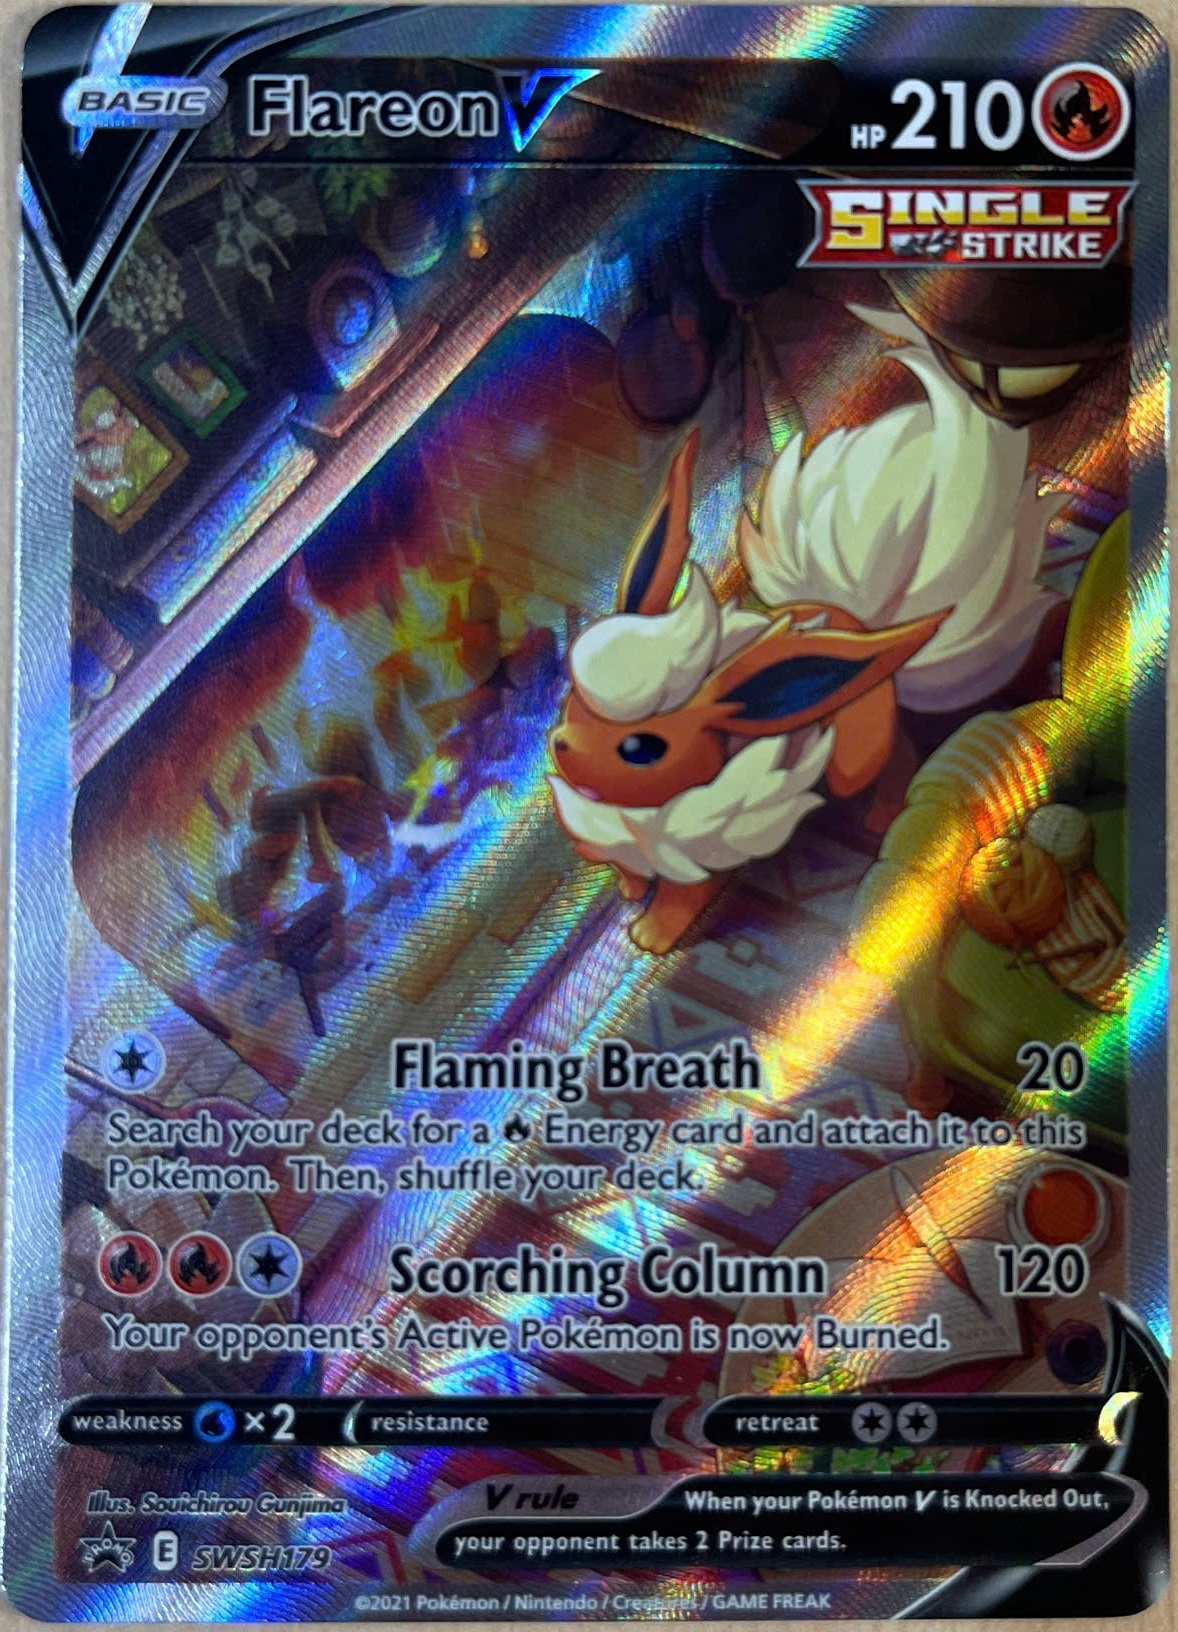 BASIC Flareon V HP 210
SINGLE
STRIKE
Flaming Breath 20
Search your deck for a Energy card and attach it to this
Pokémon. Then, shuffle your deck.
Scorching Column 120
Your opponent's Active Pokémon is now Burned.
weakness ×2 resistance retreat
Illus. Souichirou Gunjima
V rule When your Pokémon V is Knocked Out,
your opponent takes 2 Prize cards.
PROMO E SWSH179
©2021 Pokémon / Nintendo / Creatures / GAME FREAK